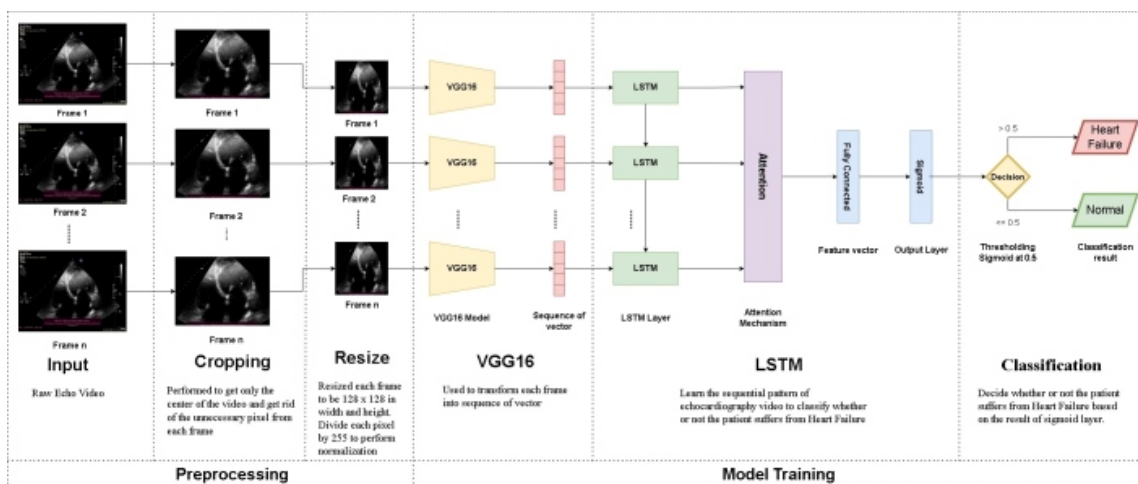 Frame 1
Frame 2
Frame n
Input
Raw Echo Video
Frame 1
Frame 2
Frame n
Cropping
Performed to get only the
center of the video and get rid
of the unnecessary pixel from
each frame
Frame 1
Frame 2
Frame n
Resize
Resized each frame
to be 128 x 128 in
width and height.
Divide each pixel
by 255 to perform
normalization
Preprocessing
VGG16
VGG16
VGG16
VGG16 Model
Sequence of
vector
VGG16
Used to transform each frame
into sequence of vector
LSTM
LSTM
LSTM
LSTM Layer
Attention
Attention
Mechanism
Fully Connected
Feature vector
Sigmoid
Output Layer
LSTM
Learn the sequential pattern of
echocardiography video to classify whether
or not the patient suffers from Heart Failure
> 0.5
Decision
<= 0.5
Heart
Failure
Normal
Thresholding
Sigmoid at 0.5
Classification
result
Classification
Decide whether or not the patient
suffers from Heart Failure based
on the result of sigmoid layer.
Model Training